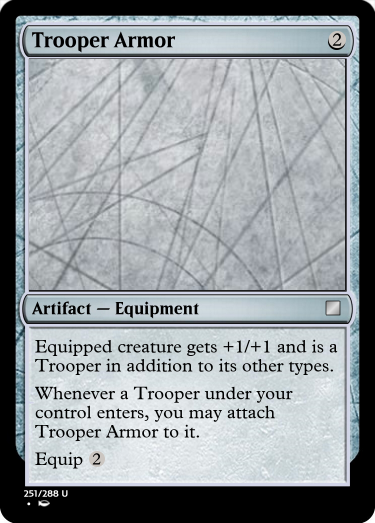 Trooper Armor 2
Artifact — Equipment
Equipped creature gets +1/+1 and is a
Trooper in addition to its other types.
Whenever a Trooper under your
control enters, you may attach
Trooper Armor to it.
Equip 2
251/288 U